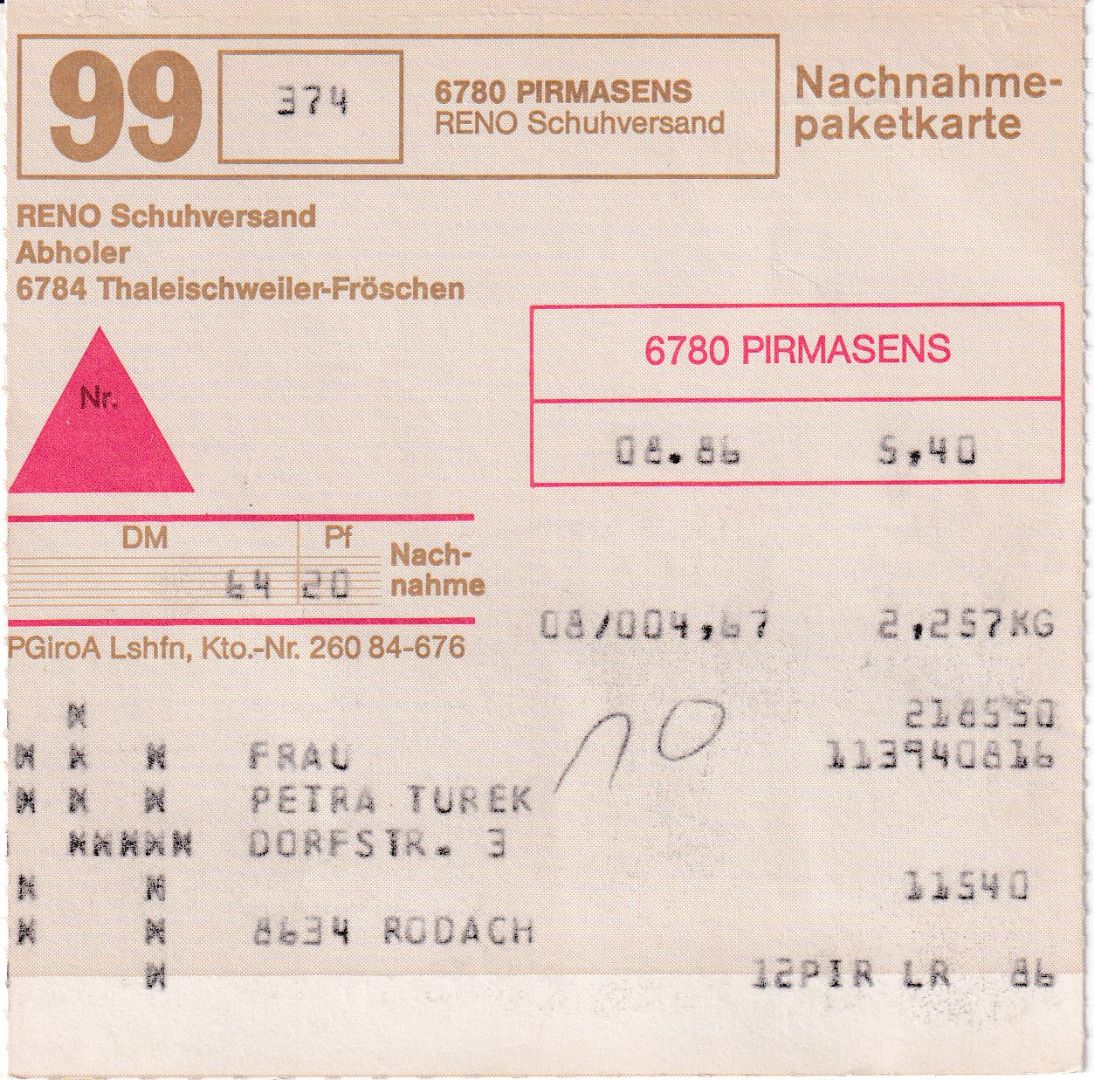 99
374
6780 PIRMASENS
RENO Schuhversand
Nachnahme-
paketkarte
RENO Schuhversand
Abholer
6784 Thaleischweiler-Fröschen
Nr.
6780 PIRMASENS
08.86 5,40
DM Pf
Nach-
nahme
64 20
08/004,67 2,257KG
PGiroA Lshfn, Kto.-Nr. 260 84-676
218550
113940816
FRAU
PETRA TUREK
DORFSTR. 3
11540
8634 RODACH
12PIR LR 86